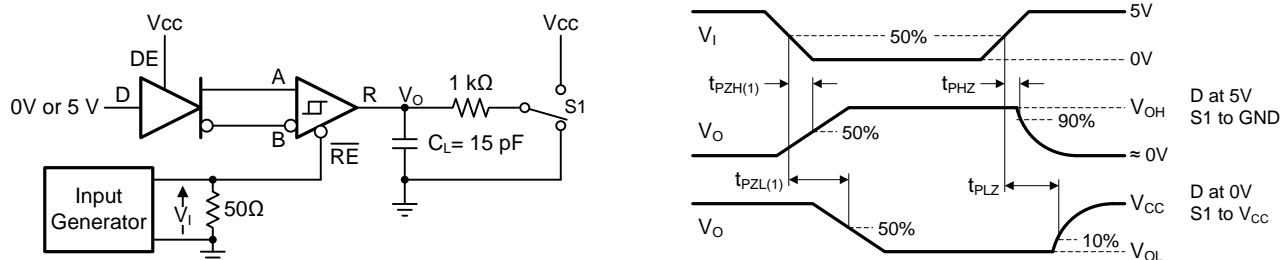 Vcc
Vcc
DE
D
A
R
VO
1 kΩ
S1
0V or 5 V
B
RE
CL= 15 pF
Input
Generator
VI
50Ω
VI
50%
5V
0V
tPZH(1)
tPHZ
VOH
D at 5V
S1 to GND
90%
VO
50%
≈ 0V
tPZL(1)
tPLZ
VCC
D at 0V
S1 to VCC
VO
50%
10%
VOL